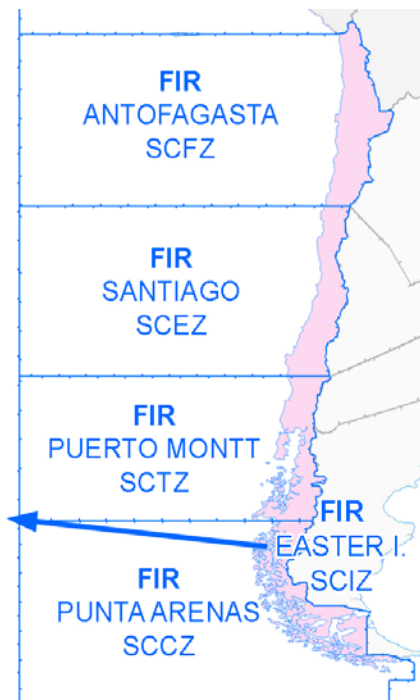 FIR
ANTOFAGASTA
SCFZ
FIR
SANTIAGO
SCEZ
FIR
PUERTO MONTT
SCTZ
FIR
EASTER I.
SCIZ
FIR
PUNTA ARENAS
SCCZ